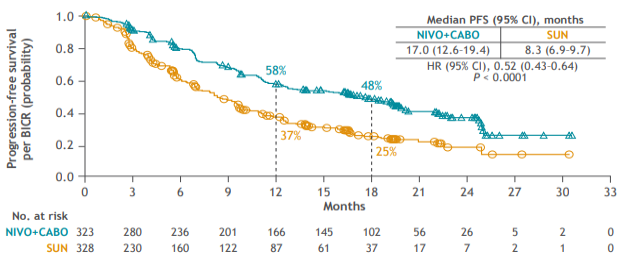 Progression-free survival
per BICR (probability)
1.0
0.8
0.6
0.4
0.2
0.0
Median PFS (95% CI), months
NIVO+CABO SUN
17.0 (12.6-19.4) 8.3 (6.9-9.7)
HR (95% CI), 0.52 (0.43-0.64)
P < 0.0001
58%
48%
37%
25%
0 3 6 9 12 15 18 21 24 27 30 33
Months
No. at risk
NIVO+CABO 323 280 236 201 166 145 102 56 26 5 2 0
SUN 328 230 160 122 87 61 37 17 7 2 1 0